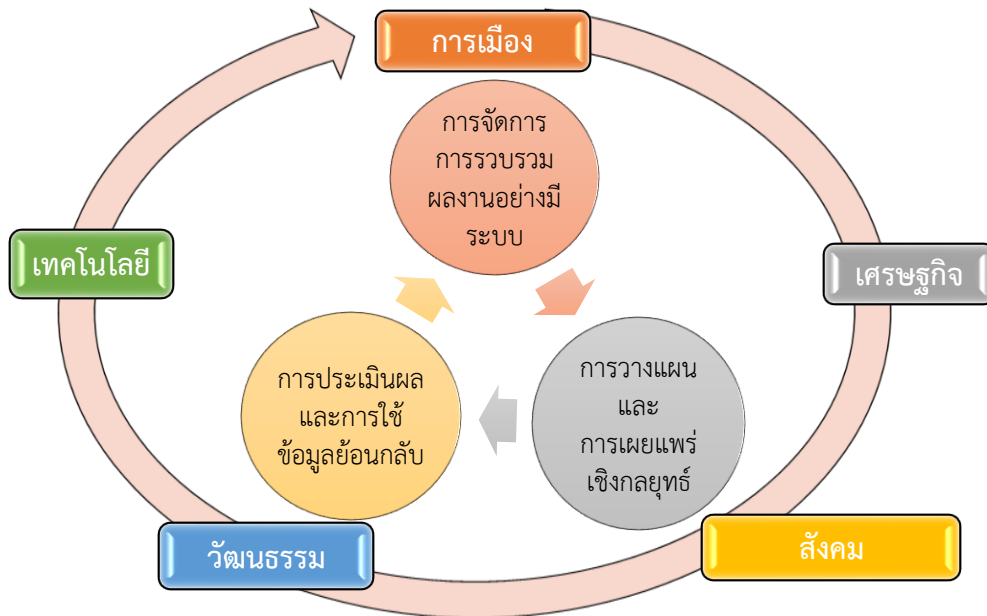 การเมือง
การจัดการ
การรวบรวม
ผลงานอย่างมี
ระบบ
เทคโนโลยี
เศรษฐกิจ
การประเมินผล
และการใช้
ข้อมูลย้อนกลับ
การวางแผน
และ
การเผยแพร่
เชิงกลยุทธ์
วัฒนธรรม
สังคม